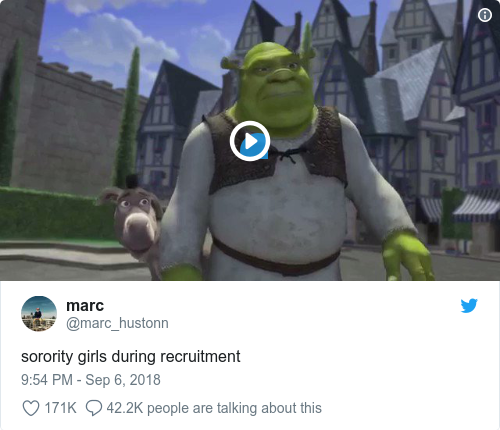 marc
@marc_hustonn
sorority girls during recruitment
9:54 PM - Sep 6, 2018
171K 42.2K people are talking about this